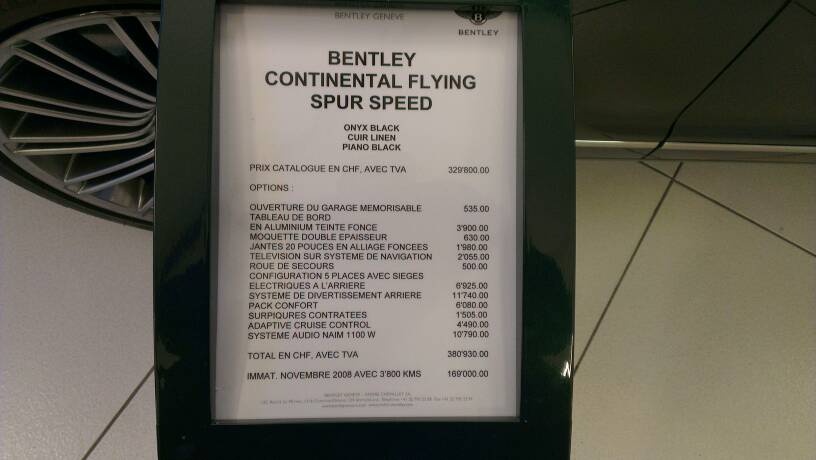 BENTLEY GENEVE
B
BENTLEY
BENTLEY
CONTINENTAL FLYING
SPUR SPEED
ONYX BLACK
CUIR LINEN
PIANO BLACK
PRIX CATALOGUE EN CHF, AVEC TVA 329'800.00
OPTIONS :
OUVERTURE DU GARAGE MEMORISABLE 535.00
TABLEAU DE BORD
EN ALUMINIUM TEINTE FONCE 3'900.00
MOQUETTE DOUBLE EPAISSEUR 630.00
JANTES 20 POUCES EN ALLIAGE FONCEES 1'980.00
TELEVISION SUR SYSTEME DE NAVIGATION 2'055.00
ROUE DE SECOURS 500.00
CONFIGURATION 5 PLACES AVEC SIEGES
ELECTRIQUES A L'ARRIERE 6'925.00
SYSTEME DE DIVERTISSEMENT ARRIERE 11'740.00
PACK CONFORT 6'080.00
SURPIQURES CONTRATEES 1'505.00
ADAPTIVE CRUISE CONTROL 4'490.00
SYSTEME AUDIO NAIM 1100 W 10'790.00
TOTAL EN CHF, AVEC TVA 380'930.00
IMMAT. NOVEMBRE 2008 AVEC 3'800 KMS 169'000.00
BENTLEY GENEVE